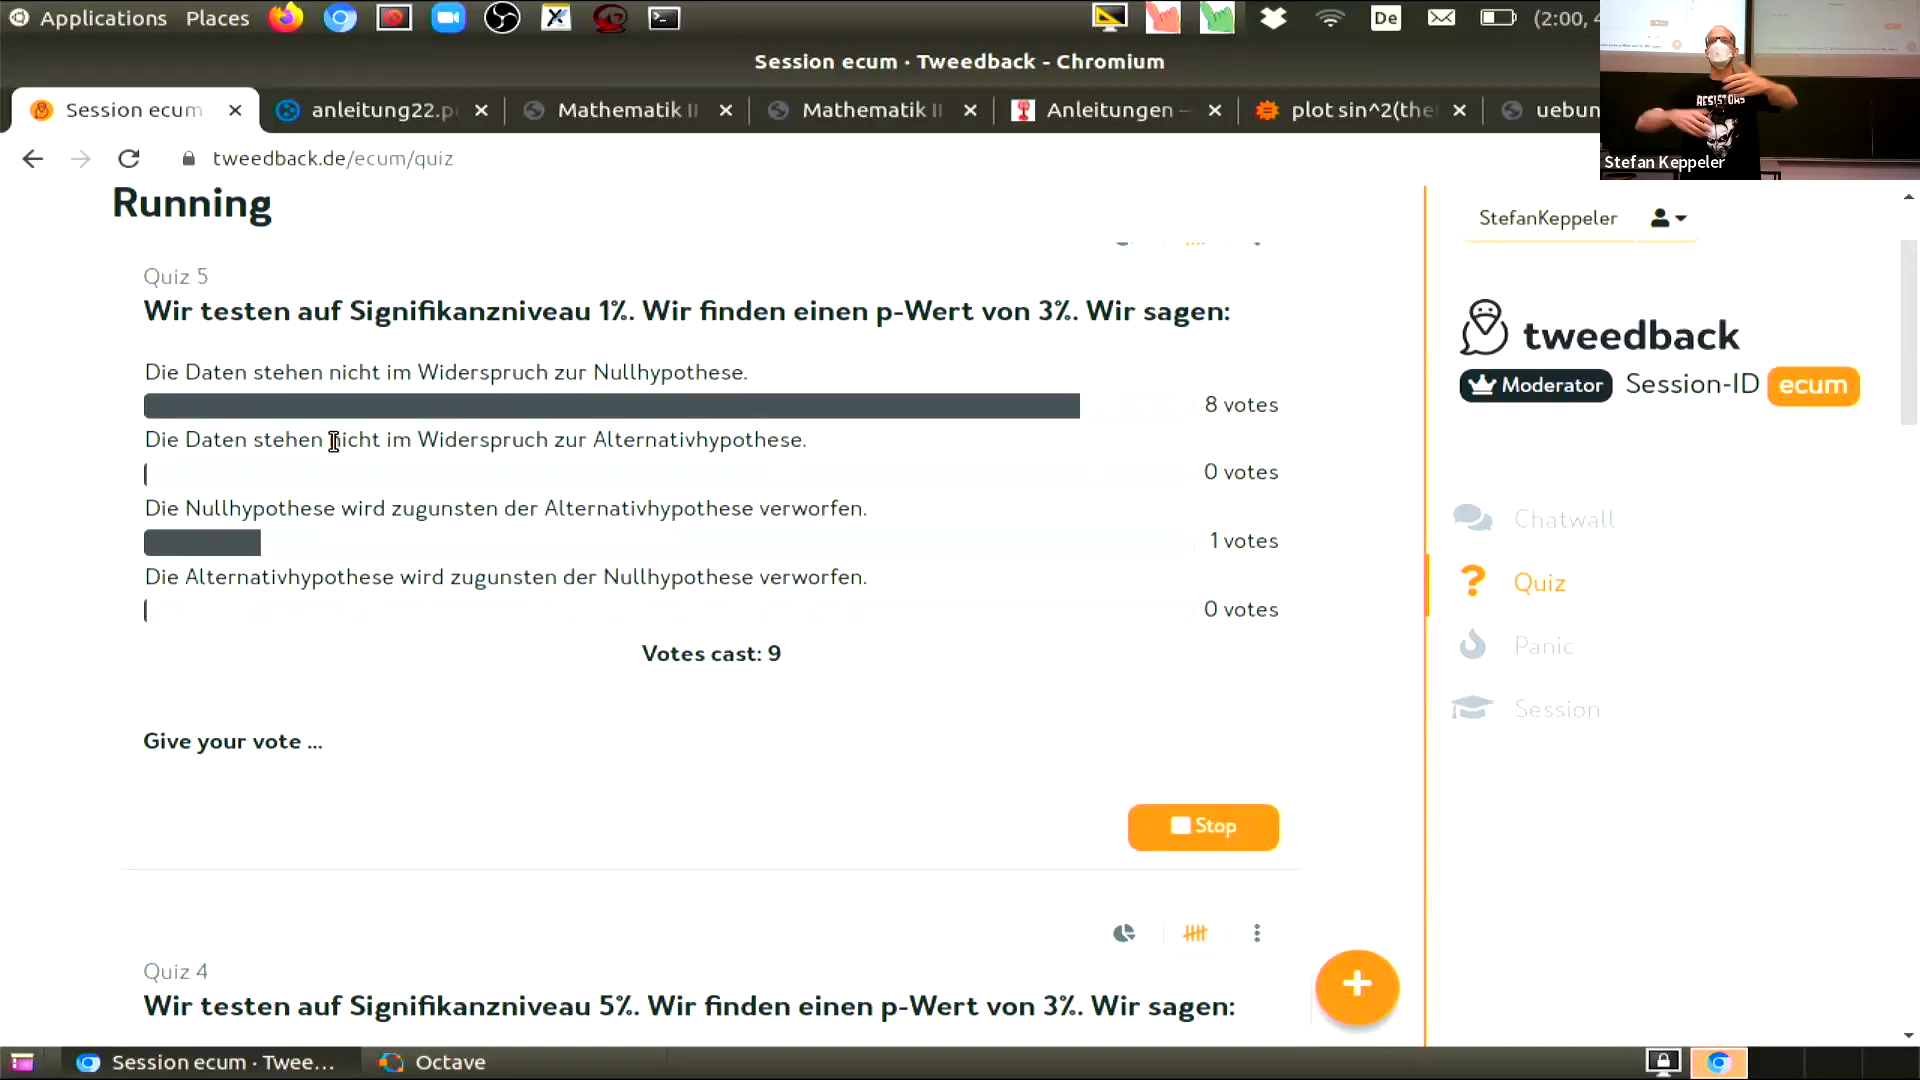 Applications Places De (2:00, 4
Session ecum · Tweedback - Chromium
Session ecum anleitung22.p Mathematik II Mathematik II Anleitungen – plot sin^2(the uebun
tweedback.de/ecum/quiz
RESISTORS
Stefan Keppeler
Running
StefanKeppeler
Quiz 5
Wir testen auf Signifikanzniveau 1%. Wir finden einen p-Wert von 3%. Wir sagen:
Die Daten stehen nicht im Widerspruch zur Nullhypothese.
8 votes
Die Daten stehen nicht im Widerspruch zur Alternativhypothese.
0 votes
Die Nullhypothese wird zugunsten der Alternativhypothese verworfen.
1 votes
Die Alternativhypothese wird zugunsten der Nullhypothese verworfen.
0 votes
Votes cast: 9
Give your vote ...
Stop
Quiz 4
Wir testen auf Signifikanzniveau 5%. Wir finden einen p-Wert von 3%. Wir sagen:
tweedback
Moderator Session-ID ecum
Chatwall
Quiz
Panic
Session
Session ecum · Twee... Octave